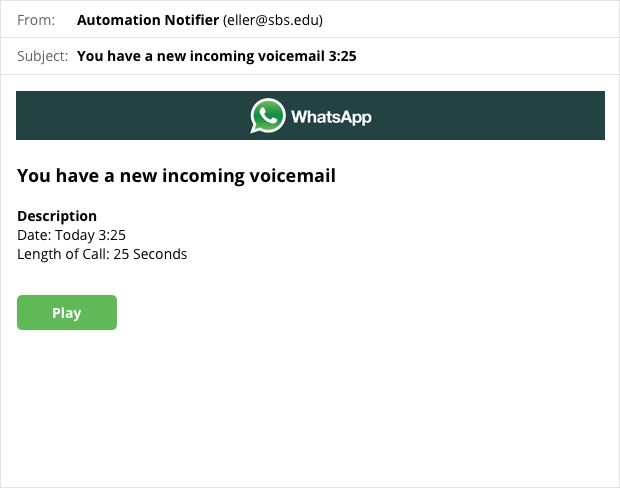 From: Automation Notifier (eller@sbs.edu)
Subject: You have a new incoming voicemail 3:25
WhatsApp
You have a new incoming voicemail
Description
Date: Today 3:25
Length of Call: 25 Seconds
Play